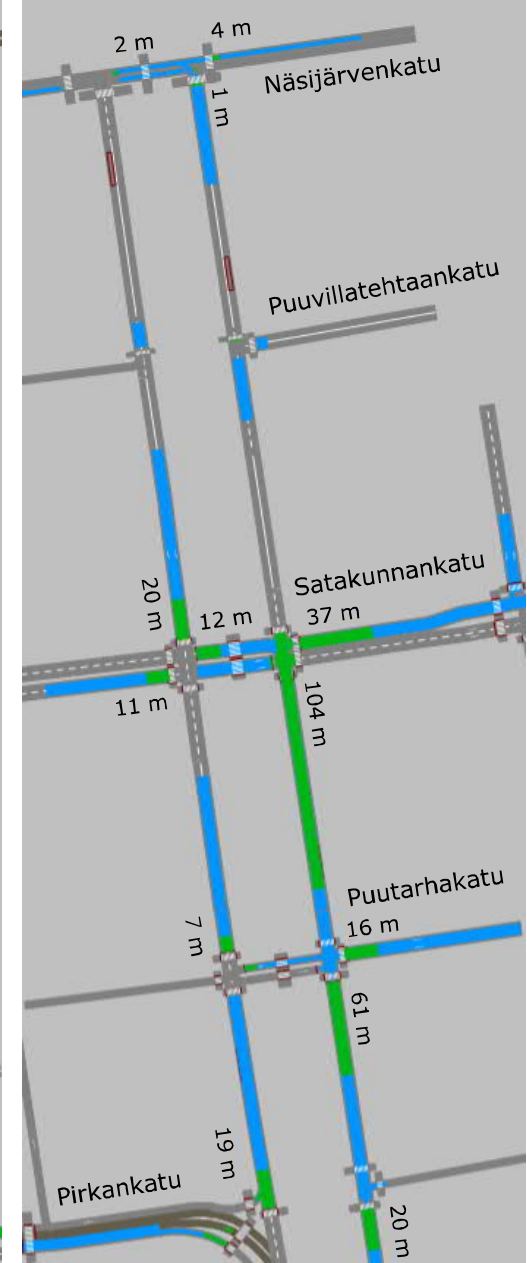 2 m
4 m
Näsijärvenkatu
1 m
Puuvillatehtaankatu
Satakunnankatu
20 m
12 m
37 m
11 m
104 m
Puutarhakatu
7 m
16 m
61 m
19 m
Pirkankatu
20 m